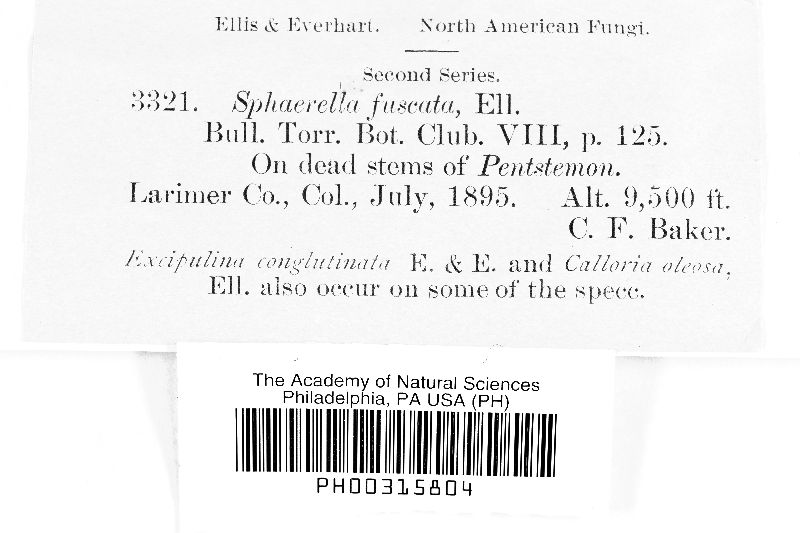 Ellis & Everhart. North American Fungi.
Second Series.
3321. Sphaerella fuscata, Ell.
Bull. Torr. Bot. Club. VIII, p. 125.
On dead stems of Pentstemon.
Larimer Co., Col., July, 1895. Alt. 9,500 ft.
C. F. Baker.
Excipulina conglutinata E. & E. and Calloria oleosa,
Ell. also occur on some of the specc.
The Academy of Natural Sciences
Philadelphia, PA USA (PH)
PH00315804